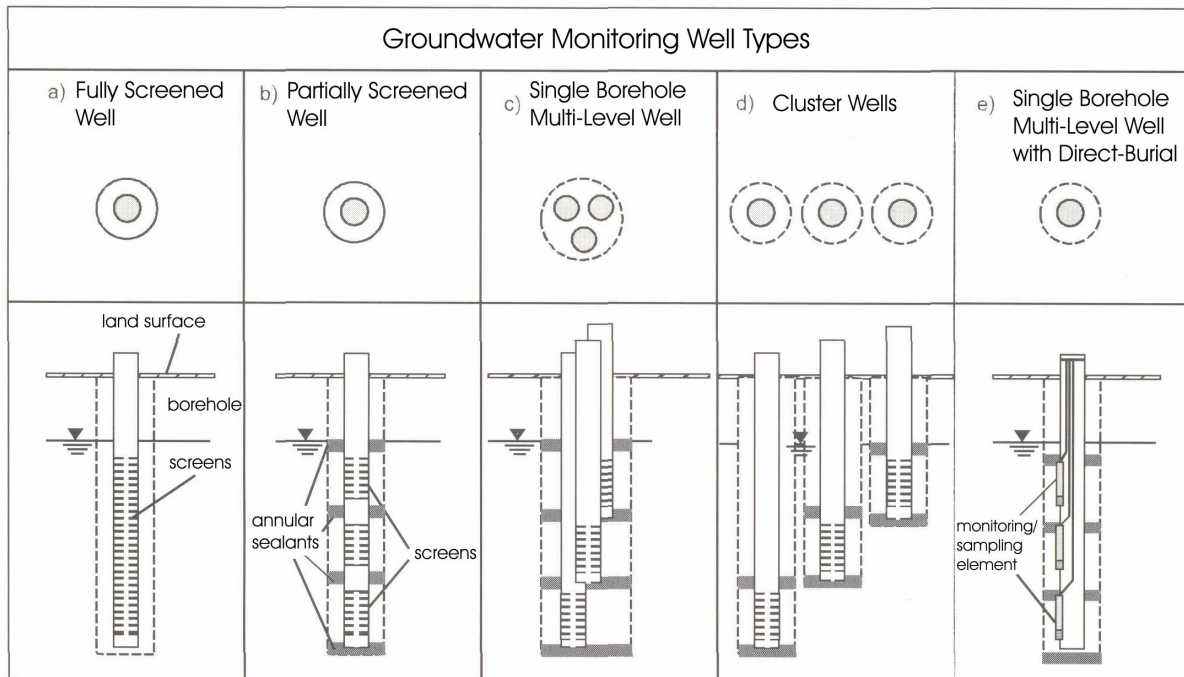 Groundwater Monitoring Well Types
a) Fully Screened
Well
b) Partially Screened
Well
c) Single Borehole
Multi-Level Well
d) Cluster Wells
e) Single Borehole
Multi-Level Well
with Direct-Burial
land surface
borehole
screens
annular
sealants
screens
monitoring/
sampling
element